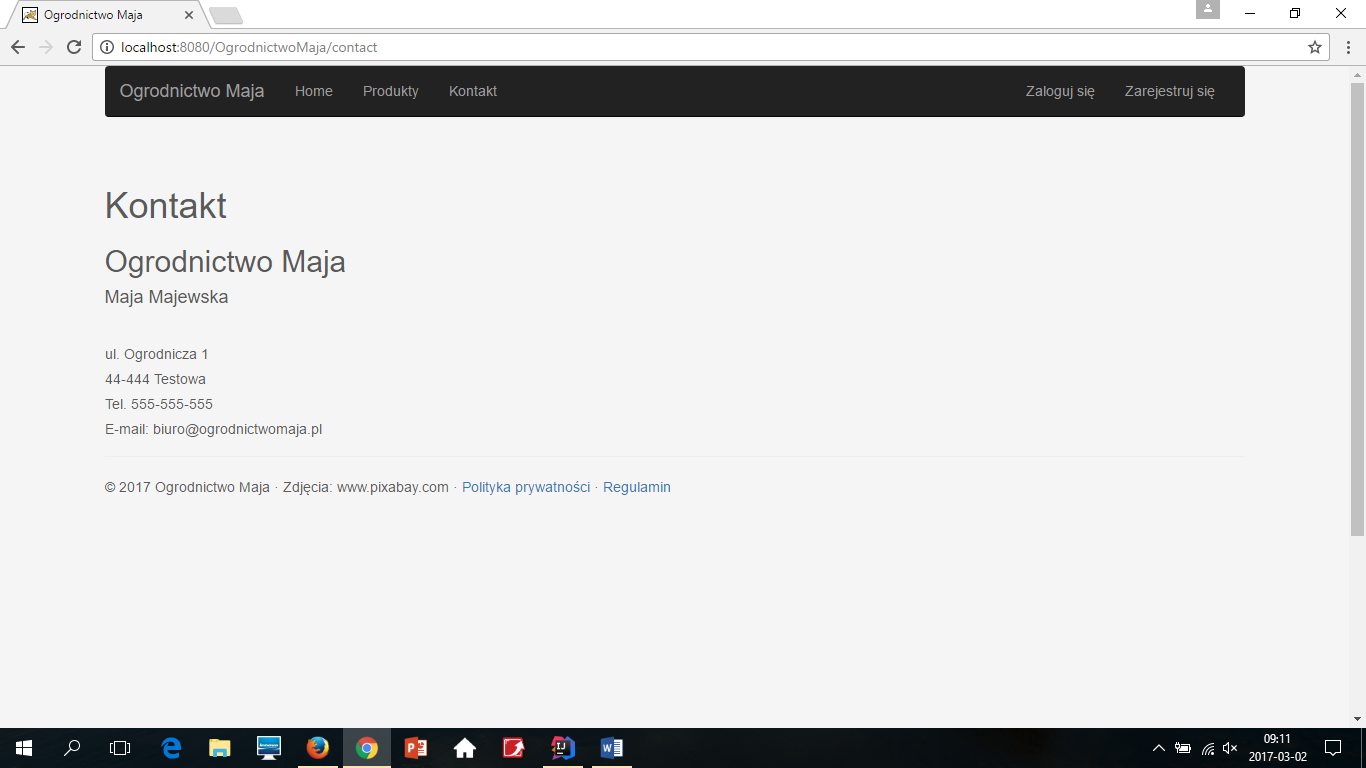 Ogrodnictwo Maja
localhost:8080/OgrodnictwoMaja/contact
Ogrodnictwo Maja Home Produkty Kontakt Zaloguj się Zarejestruj się
Kontakt
Ogrodnictwo Maja
Maja Majewska
ul. Ogrodnicza 1
44-444 Testowa
Tel. 555-555-555
E-mail: biuro@ogrodnictwomaja.pl
© 2017 Ogrodnictwo Maja · Zdjęcia: www.pixabay.com · Polityka prywatności · Regulamin
09:11
2017-03-02